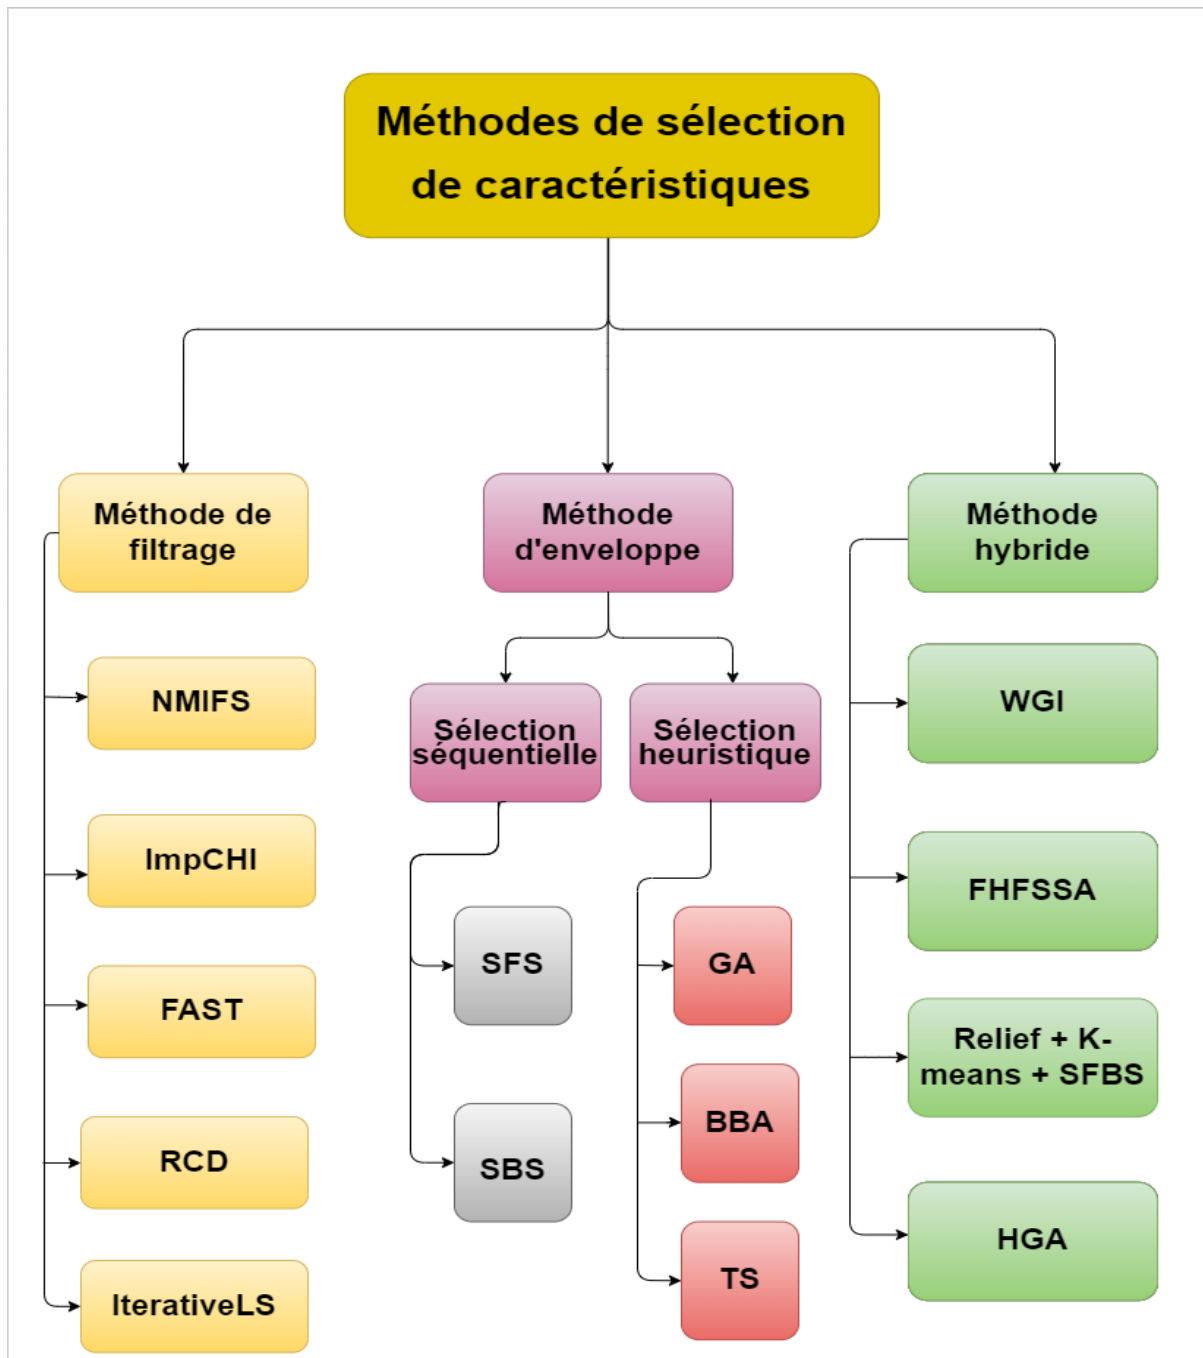 Méthodes de sélection
de caractéristiques
Méthode de
filtrage
Méthode
d'enveloppe
Méthode
hybride
NMIFS
ImpCHI
FAST
RCD
IterativeLS
Sélection
séquentielle
Sélection
heuristique
SFS
SBS
GA
BBA
TS
WGI
FHFSSA
Relief + K-
means + SFBS
HGA